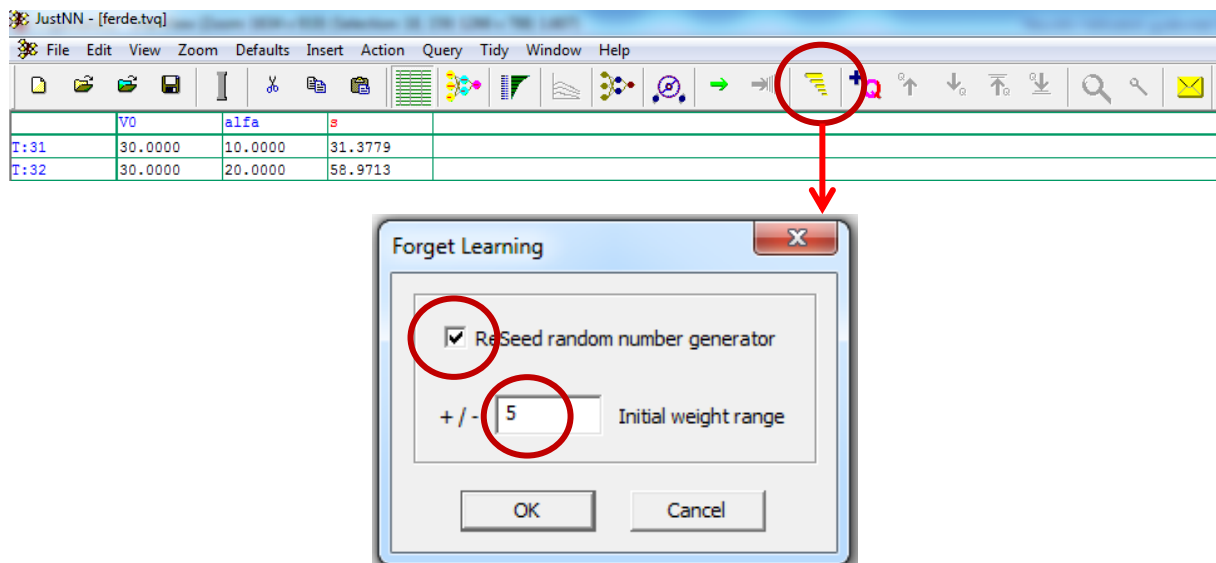 JustNN - [ferde.tvq]
File Edit View Zoom Defaults Insert Action Query Tidy Window Help
V0 alfa s
T:31 30.0000 10.0000 31.3779
T:32 30.0000 20.0000 58.9713
Forget Learning
ReSeed random number generator
+ / - 5 Initial weight range
OK Cancel